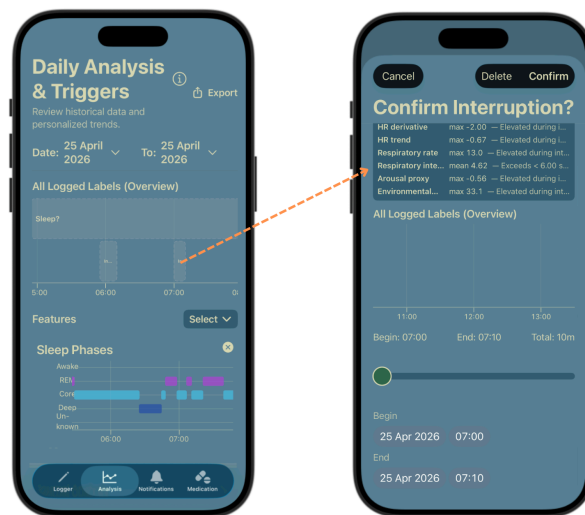 Daily Analysis
& Triggers
Export
Review historical data and
personalized trends.
Date: 25 April 2026
To: 25 April 2026
All Logged Labels (Overview)
Sleep?
5:00 06:00 07:00
Features
Select
Sleep Phases
Awake
REM
Core
Deep
Un-
known
06:00 07:00
Logger Analysis Notifications Medication
Cancel Delete Confirm
Confirm Interruption?
HR derivative max -2.00 — Elevated during i...
HR trend max -0.67 — Elevated during i...
Respiratory rate max 13.0 — Elevated during int...
Respiratory inte... mean 4.62 — Exceeds < 6.00 s...
Arousal proxy max -0.56 — Elevated during i...
Environmental... max 33.1 — Elevated during int...
All Logged Labels (Overview)
11:00 12:00 13:00
Begin: 07:00 End: 07:10 Total: 10m
Begin
25 Apr 2026 07:00
End
25 Apr 2026 07:10